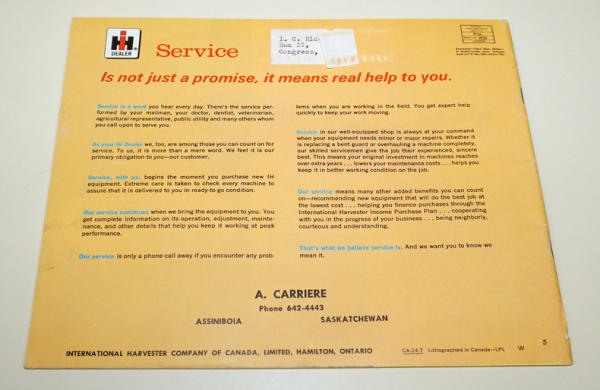 IH
DEALER
Service
I. C.
Box 21,
Congress,
Is not just a promise, it means real help to you.
Service is a word you hear every day. There's the service per-
formed by your mailman, your doctor, dentist, veterinarian,
agricultural representative, public utility and many others whom
you call upon to serve you.
As your IH Dealer we, too, are among those you can count on for
service. To us, it is more than a mere word. We feel it is our
primary obligation to you—our customer.
Service, with us, begins the moment you purchase new IH
equipment. Extreme care is taken to check every machine to
assure that it is delivered to you in ready-to-go condition.
Our service continues when we bring the equipment to you. You
get complete information on its operation, adjustment, mainte-
nance, and other details that help you keep it working at peak
performance.
Our service is only a phone call away if you encounter any prob-
lems when you are working in the field. You get expert help
quickly to keep your work moving.
Service in our well-equipped shop is always at your command
when your equipment needs minor or major repairs. Whether it
is replacing a bent guard or overhauling a machine completely,
our skilled servicemen give the job their experienced, sincere
best. This means your original investment in machines reaches
over extra years . . . lowers your maintenance costs . . . helps you
keep it in better working condition on the job.
Our service means many other added benefits you can count
on—recommending new equipment that will do the best job at
the lowest cost . . . helping you finance purchases through the
International Harvester Income Purchase Plan . . . cooperating
with you in the progress of your business . . . being neighborly,
courteous and understanding.
That's what we believe service is. And we want you to know we
mean it.
A. CARRIERE
Phone 642-4443
ASSINIBOIA SASKATCHEWAN
INTERNATIONAL HARVESTER COMPANY OF CANADA, LIMITED, HAMILTON, ONTARIO
CA-24-T Lithographed in Canada—LPL W 5